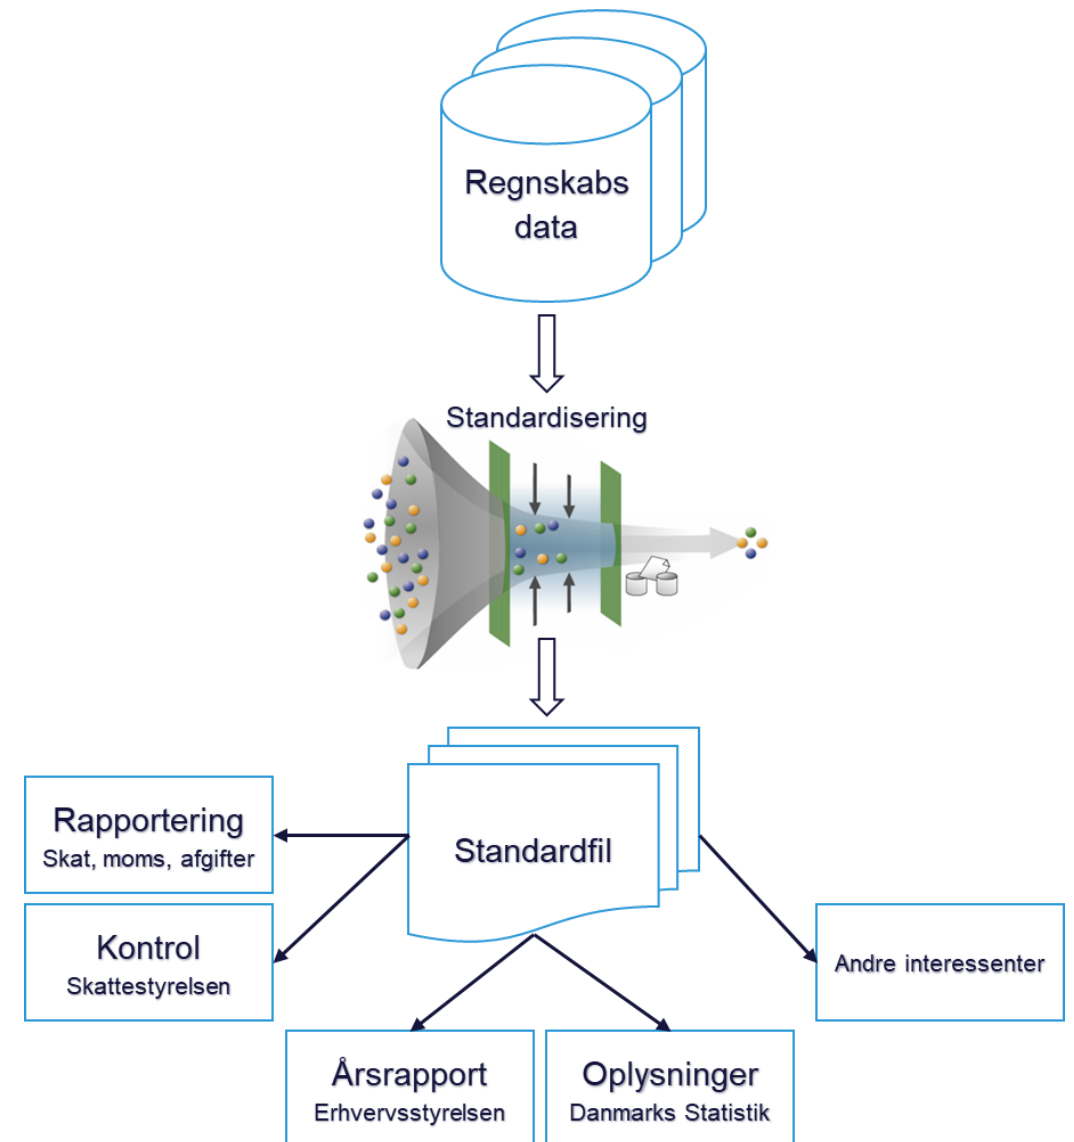 Regnskabs
data
Standardisering
Standardfil
Rapportering
Skat, moms, afgifter
Kontrol
Skattestyrelsen
Andre interessenter
Årsrapport
Erhvervsstyrelsen
Oplysninger
Danmarks Statistik